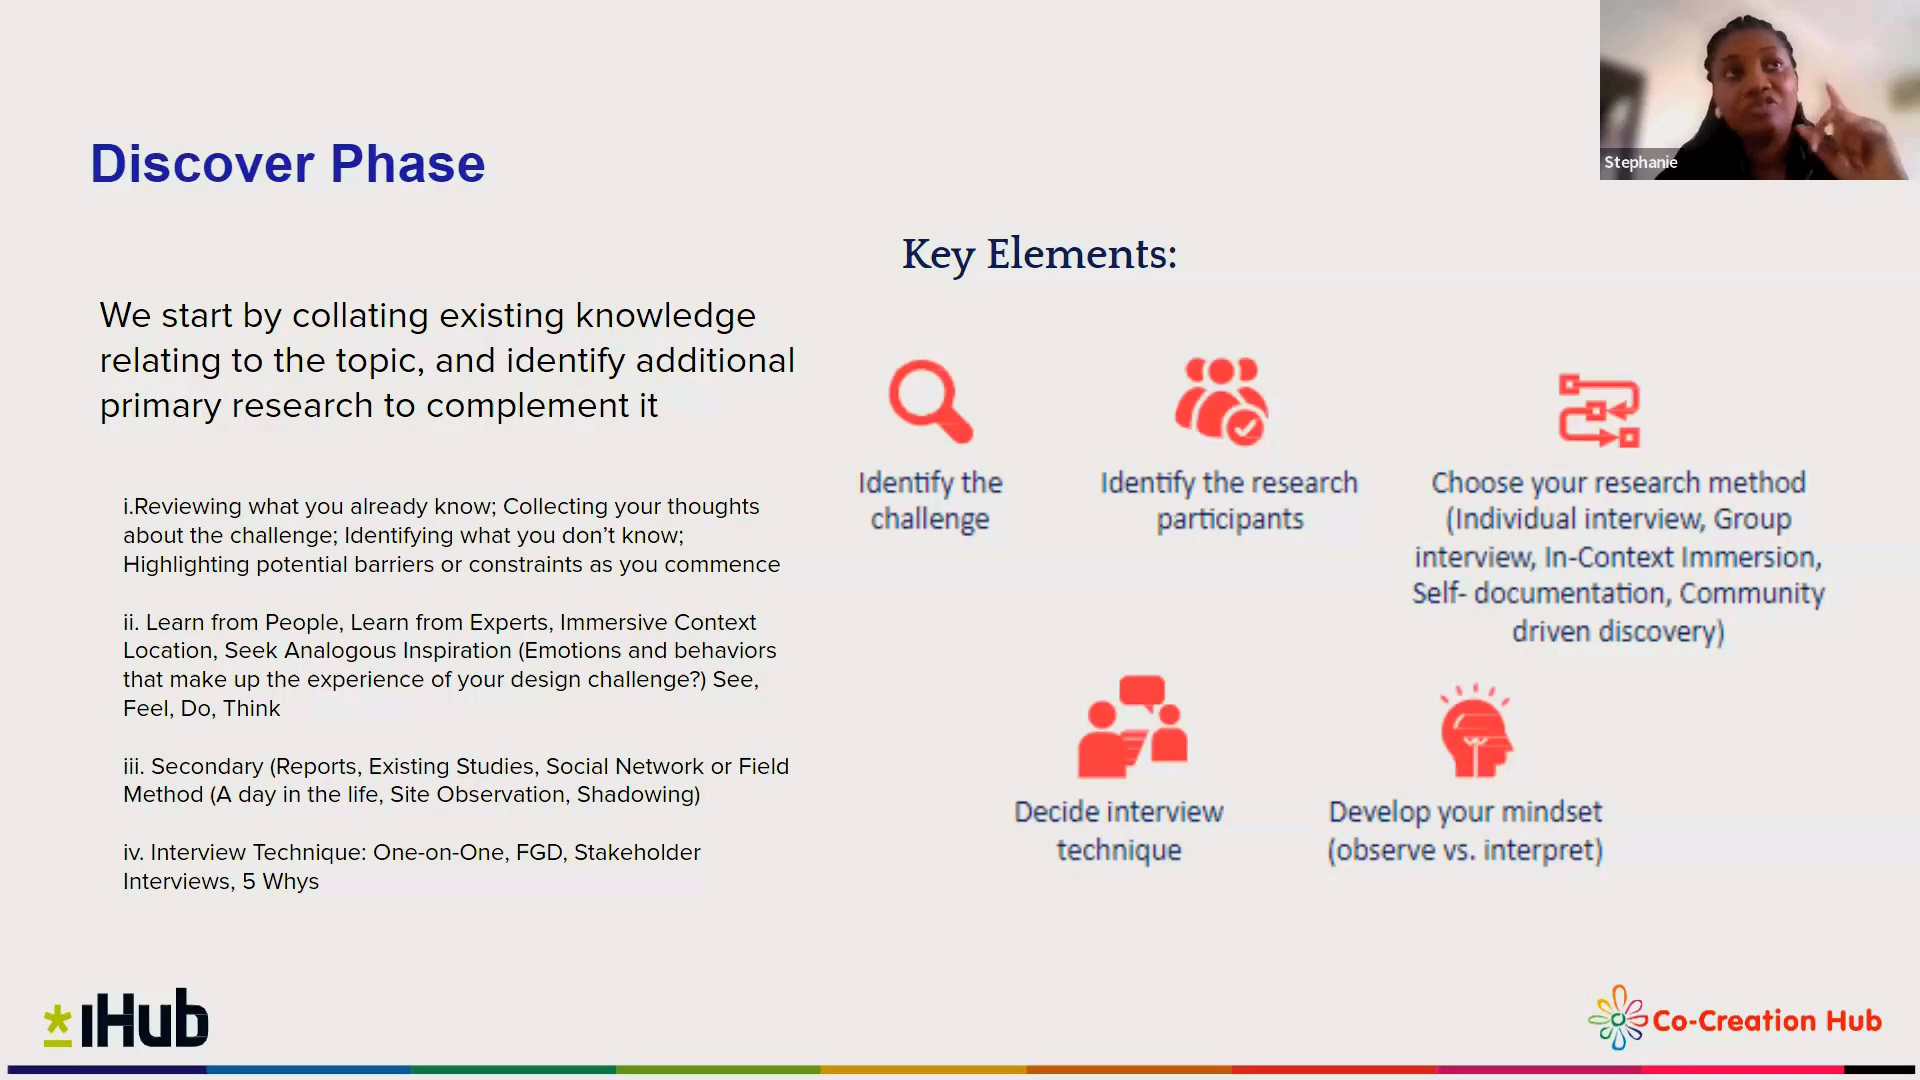 Stephanie
Discover Phase
We start by collating existing knowledge
relating to the topic, and identify additional
primary research to complement it
i.Reviewing what you already know; Collecting your thoughts
about the challenge; Identifying what you don’t know;
Highlighting potential barriers or constraints as you commence
ii. Learn from People, Learn from Experts, Immersive Context
Location, Seek Analogous Inspiration (Emotions and behaviors
that make up the experience of your design challenge?) See,
Feel, Do, Think
iii. Secondary (Reports, Existing Studies, Social Network or Field
Method (A day in the life, Site Observation, Shadowing)
iv. Interview Technique: One-on-One, FGD, Stakeholder
Interviews, 5 Whys
Key Elements:
Identify the
challenge
Identify the research
participants
Choose your research method
(Individual interview, Group
interview, In-Context Immersion,
Self- documentation, Community
driven discovery)
Decide interview
technique
Develop your mindset
(observe vs. interpret)
iHub
Co-Creation Hub